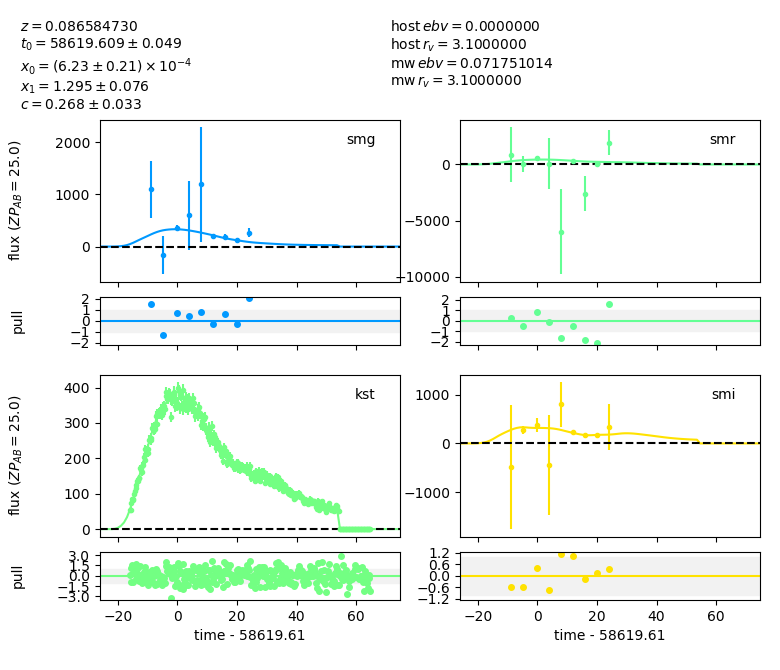 z = 0.086584730
t₀ = 58619.609 ± 0.049
x₀ = (6.23 ± 0.21) × 10⁻⁴
x₁ = 1.295 ± 0.076
c = 0.268 ± 0.033
host ebv = 0.0000000
host r_v = 3.1000000
mw ebv = 0.071751014
mw r_v = 3.1000000
smg
2000
1000
0
flux (ZP_AB = 25.0)
smr
0
−5000
−10000
2
1
0
−1
−2
pull
2
1
0
−1
−2
kst
400
300
200
100
0
flux (ZP_AB = 25.0)
smi
1000
0
−1000
3.0
1.5
0.0
−1.5
−3.0
pull
−20 0 20 40 60
time - 58619.61
1.2
0.6
0.0
−0.6
−1.2
−20 0 20 40 60
time - 58619.61